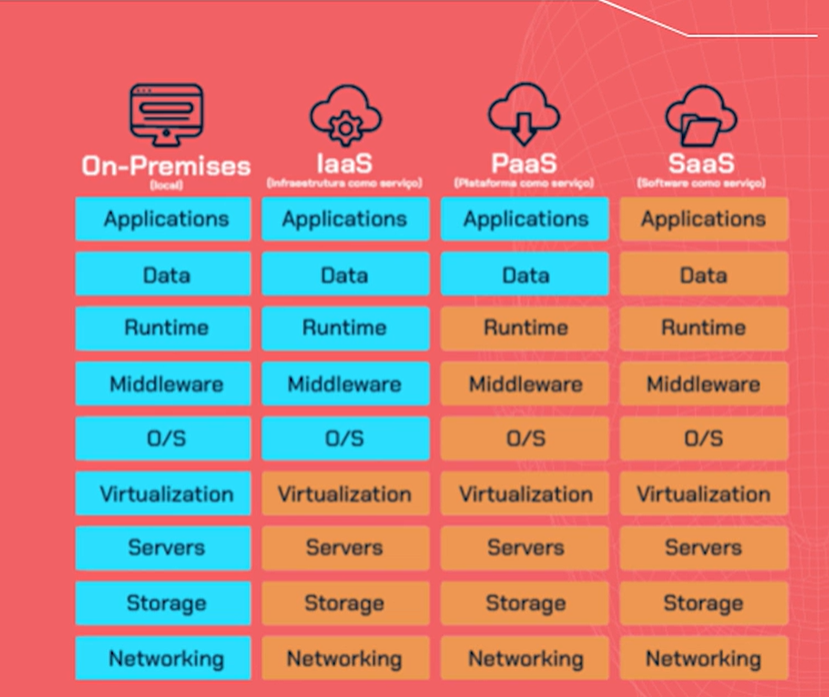 On-Premises IaaS PaaS SaaS
(local) (Infraestrutura como serviço) (Plataforma como serviço) (Software como serviço)
Applications Applications Applications Applications
Data Data Data Data
Runtime Runtime Runtime Runtime
Middleware Middleware Middleware Middleware
O/S O/S O/S O/S
Virtualization Virtualization Virtualization Virtualization
Servers Servers Servers Servers
Storage Storage Storage Storage
Networking Networking Networking Networking